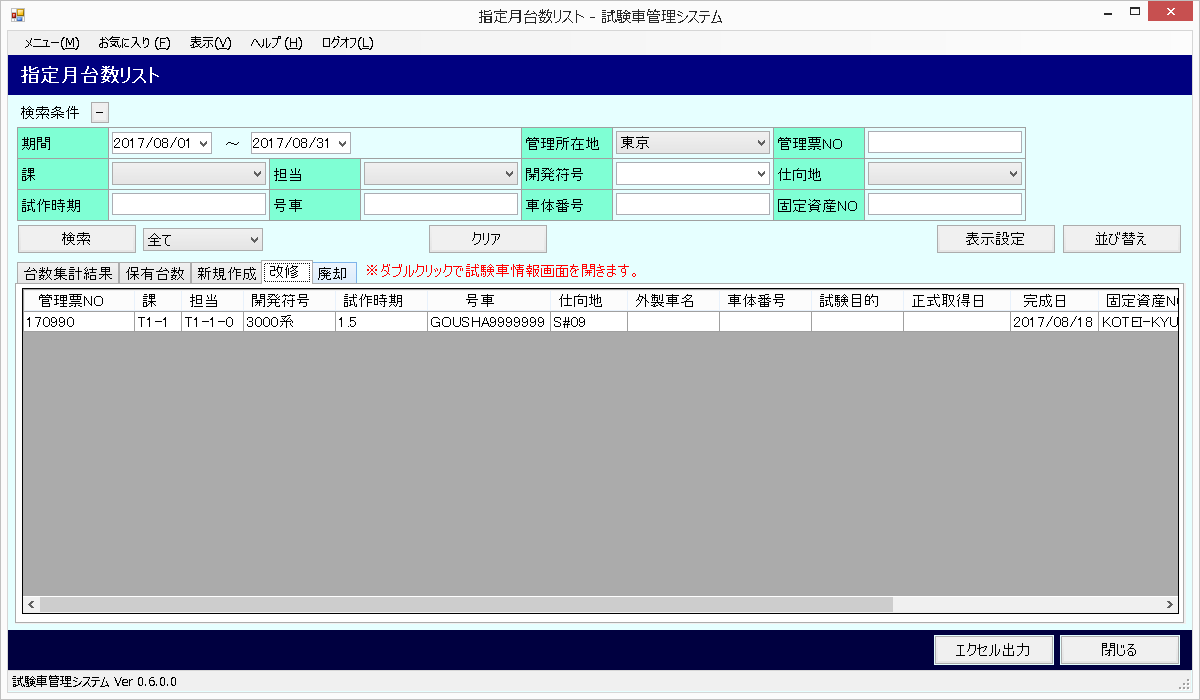 指定月台数リスト - 試験車管理システム
メニュー(M) お気に入り(F) 表示(V) ヘルプ(H) ログオフ(L)
指定月台数リスト
検索条件 −
期間 2017/08/01 ～ 2017/08/31 管理所在地 東京 管理票NO
課 担当 開発符号 仕向地
試作時期 号車 車体番号 固定資産NO
検索 全て クリア 表示設定 並び替え
台数集計結果 保有台数 新規作成 改修 廃却 ※ダブルクリックで試験車情報画面を開きます。
管理票NO 課 担当 開発符号 試作時期 号車 仕向地 外製車名 車体番号 試験目的 正式取得日 完成日 固定資産N
170990 T1-1 T1-1-0 3000系 1.5 GOUSHA9999999 S#09 2017/08/18 KOTEI-KYU
エクセル出力 閉じる
試験車管理システム Ver 0.6.0.0